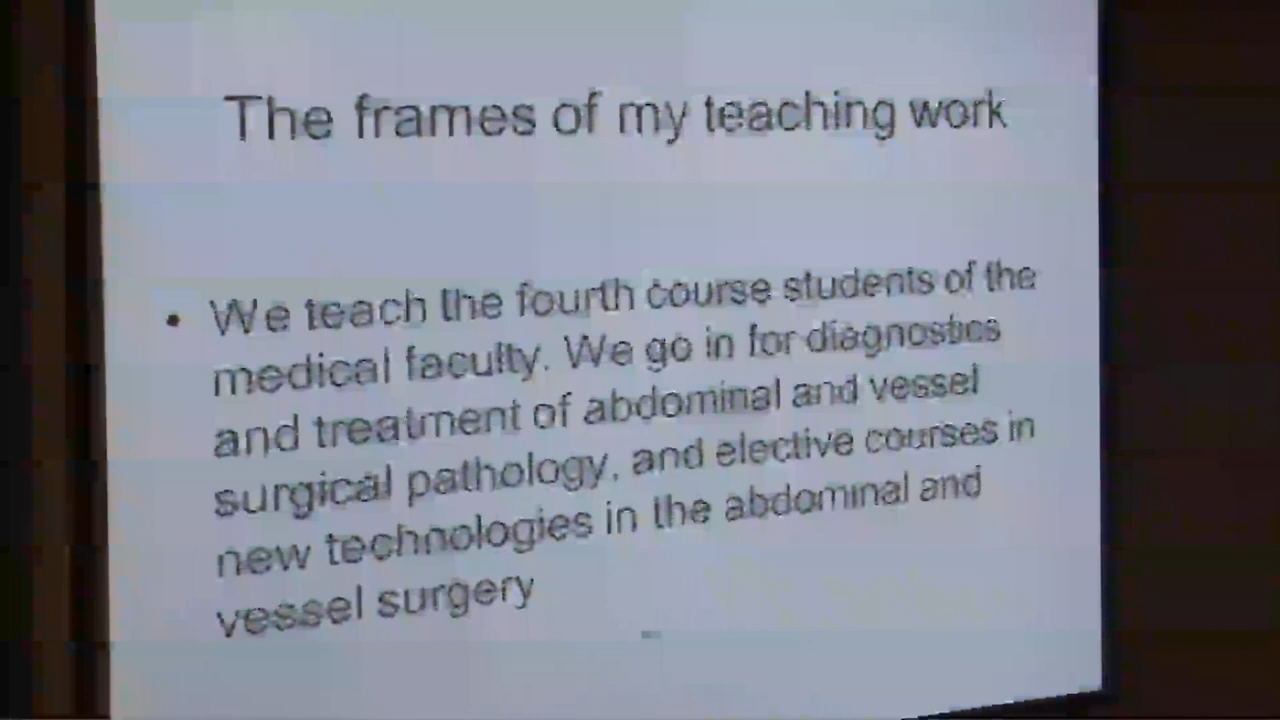 The frames of my teaching work
• We teach the fourth course students of the
medical faculty. We go in for diagnostics
and treatment of abdominal and vessel
surgical pathology, and elective courses in
new technologies in the abdominal and
vessel surgery